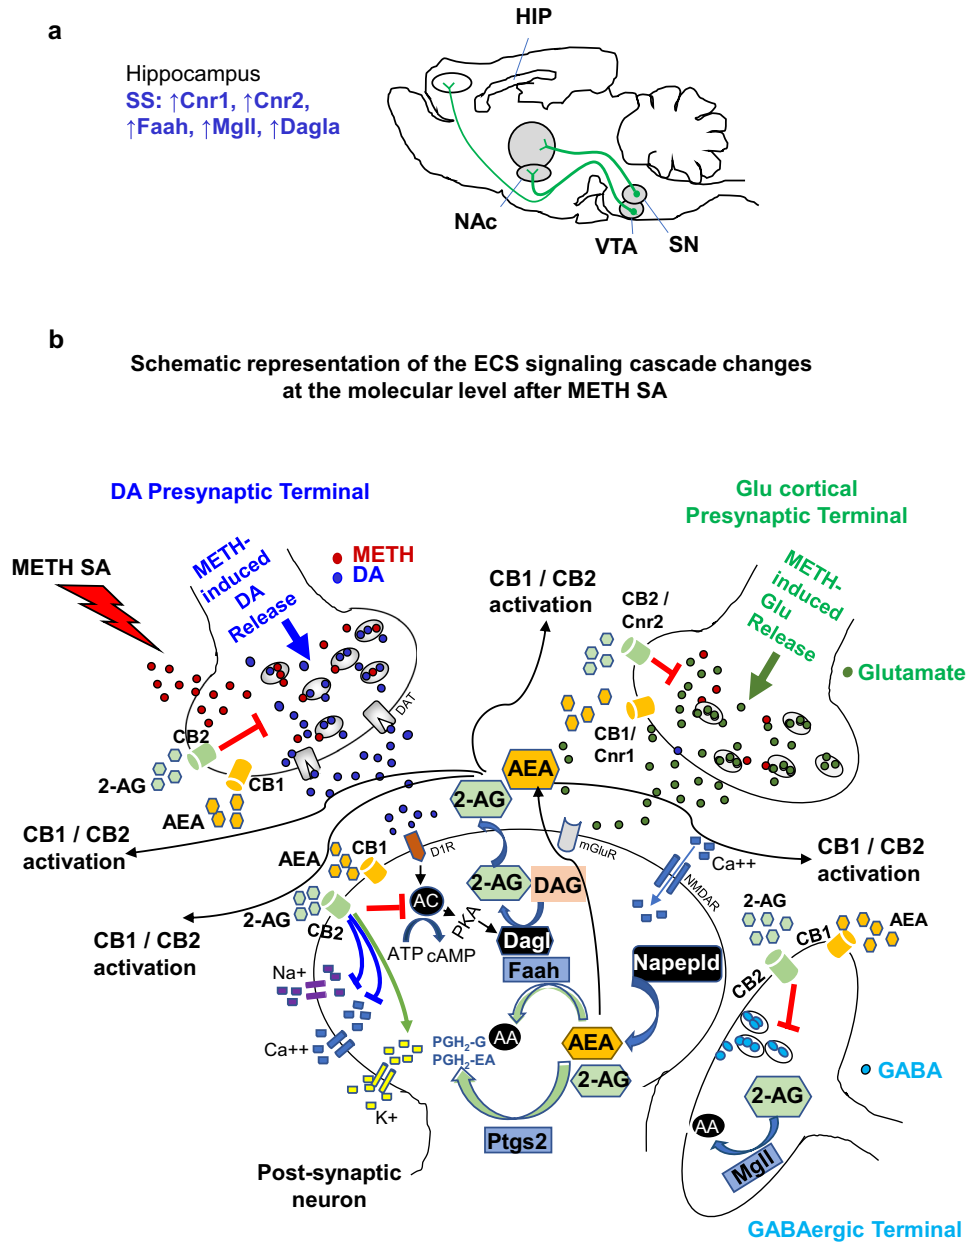 a
HIP
Hippocampus
SS: ↑Cnr1, ↑Cnr2,
↑Faah, ↑Mgll, ↑Dagla
NAc
VTA
SN
b
Schematic representation of the ECS signaling cascade changes
at the molecular level after METH SA
DA Presynaptic Terminal
Glu cortical
Presynaptic Terminal
METH SA
METH-
induced
DA
Release
METH
DA
CB1 / CB2
activation
CB2 /
Cnr2
METH-
induced
Glu
Release
Glutamate
DAT
CB2
CB1/
Cnr1
2-AG
CB1
AEA
AEA
2-AG
CB1 / CB2
activation
AEA
CB1
D1R
mGluR
Ca++
NMDAR
CB1 / CB2
activation
2-AG
CB2
AC
2-AG
DAG
PKA
ATP
cAMP
Dagl
Faah
Napepld
2-AG
AEA
CB1
CB2
CB1 / CB2
activation
Na+
Ca++
K+
PGH2-G
PGH2-EA
AA
AEA
2-AG
Ptgs2
GABA
2-AG
AA
Mgll
Post-synaptic
neuron
GABAergic Terminal